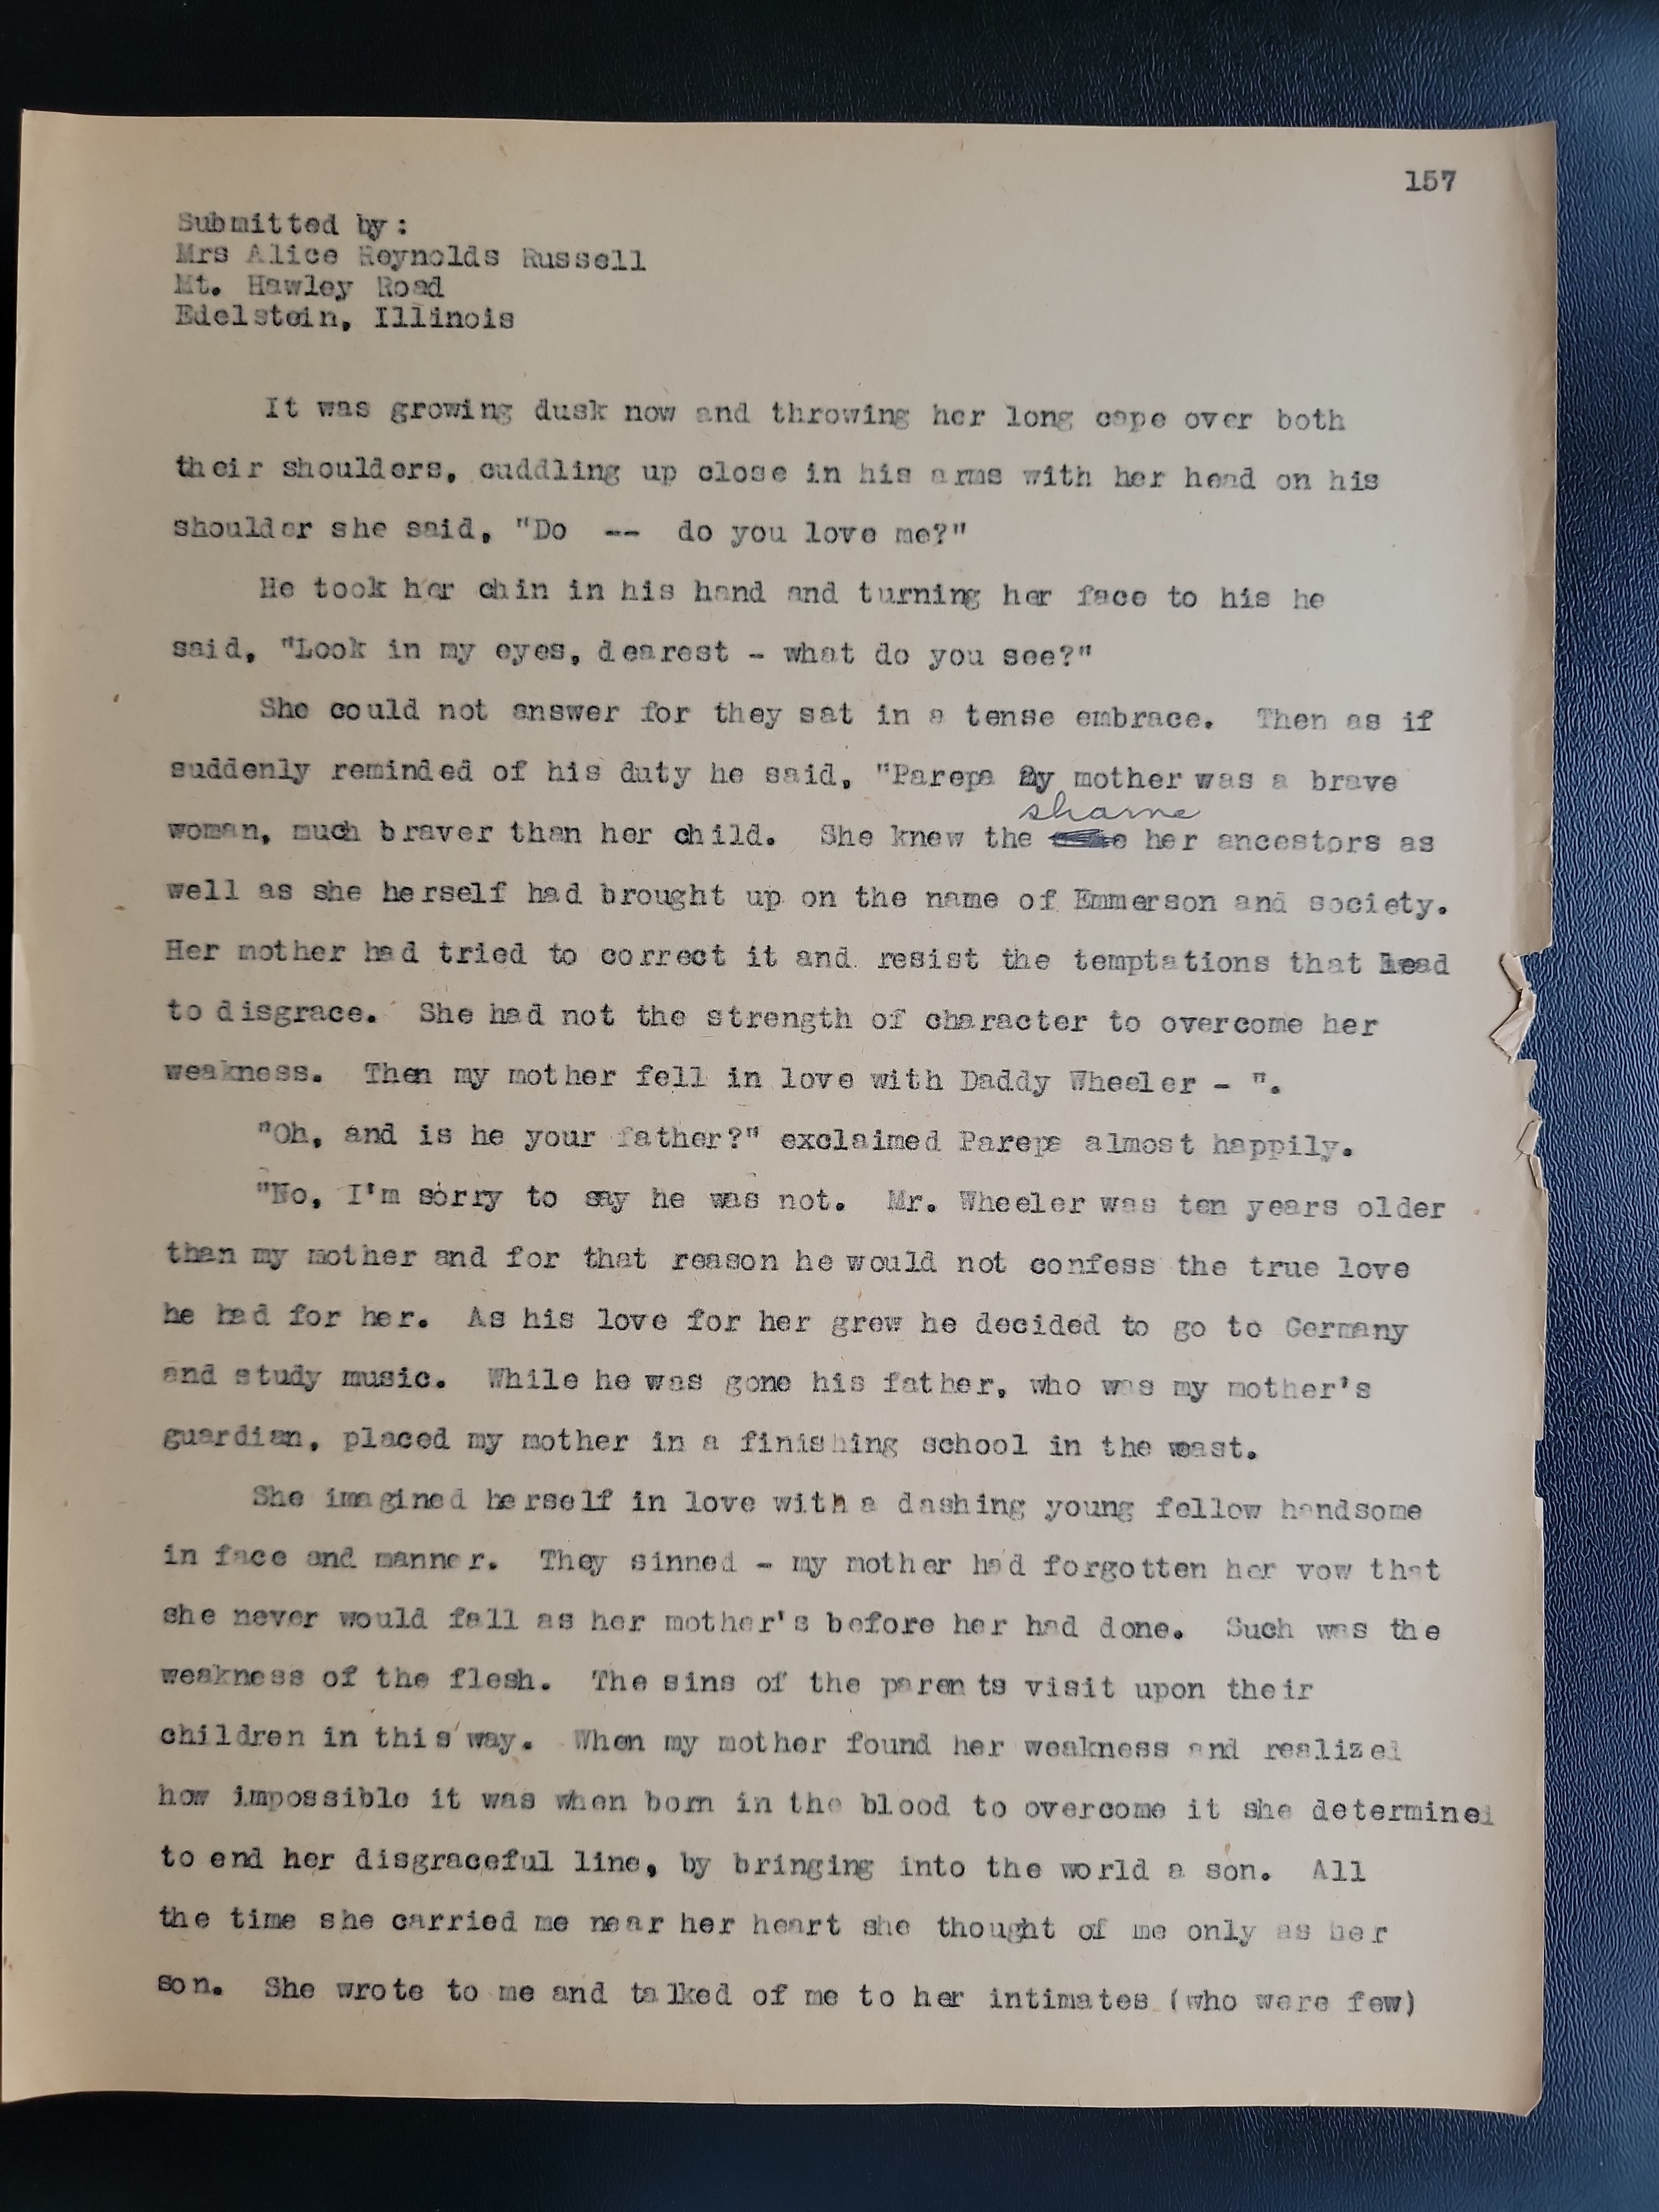 157
Submitted by:
Mrs Alice Reynolds Russell
Mt. Hawley Road
Edelstein, Illinois
It was growing dusk now and throwing her long cape over both
their shoulders, cuddling up close in his arms with her head on his
shoulder she said, "Do -- do you love me?"
He took her chin in his hand and turning her face to his he
said, "Look in my eyes, dearest - what do you see?"
She could not answer for they sat in a tense embrace. Then as if
suddenly reminded of his duty he said, "Parepa my mother was a brave
shame
woman, much braver than her child. She knew the her ancestors as
well as she herself had brought up on the name of Emmerson and society.
Her mother had tried to correct it and resist the temptations that lead
to disgrace. She had not the strength of character to overcome her
weakness. Then my mother fell in love with Daddy Wheeler - ".
"Oh, and is he your father?" exclaimed Parepa almost happily.
"No, I'm sorry to say he was not. Mr. Wheeler was ten years older
than my mother and for that reason he would not confess the true love
he had for her. As his love for her grew he decided to go to Germany
and study music. While he was gone his father, who was my mother's
guardian, placed my mother in a finishing school in the
She imagined herself in love with a dashing young fellow handsome
in face and manner. They sinned - my mother had forgotten her vow that
she never would fall as her mother's before her had done. Such was the
weakness of the flesh. The sins of the parents visit upon their
children in this way. When my mother found her weakness and realized
how impossible it was when born in the blood to overcome it she determined
to end her disgraceful line, by bringing into the world a son. All
the time she carried me near her heart she thought of me only as her
son. She wrote to me and talked of me to her intimates (who were few)